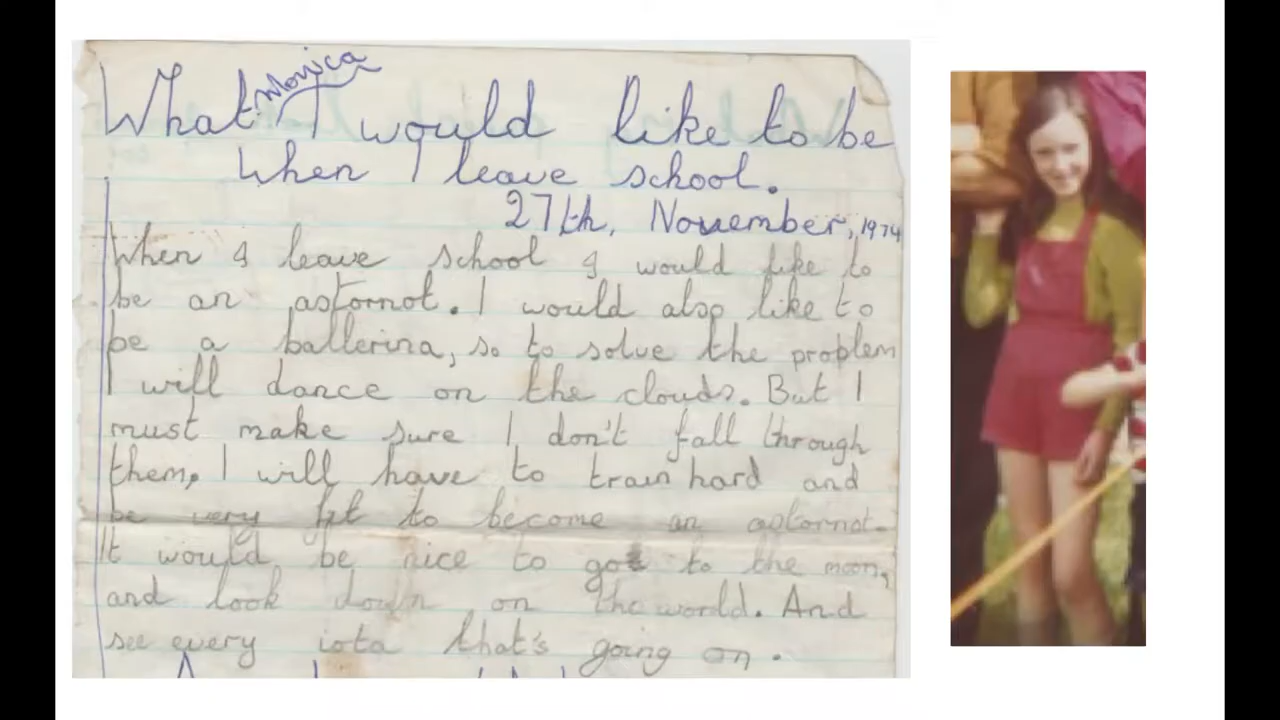 Monica
What I would like to be
when I leave school.
27th, November, 1974
When I leave school I would like to
be an astornot. I would also like to
be a ballerina, so to solve the problem
I will dance on the clouds. But I
must make sure I don't fall through
them, I will have to train hard and
be very fit to become an astornot.
It would be nice to go to the moon,
and look down on the world. And
see every iota that's going on.